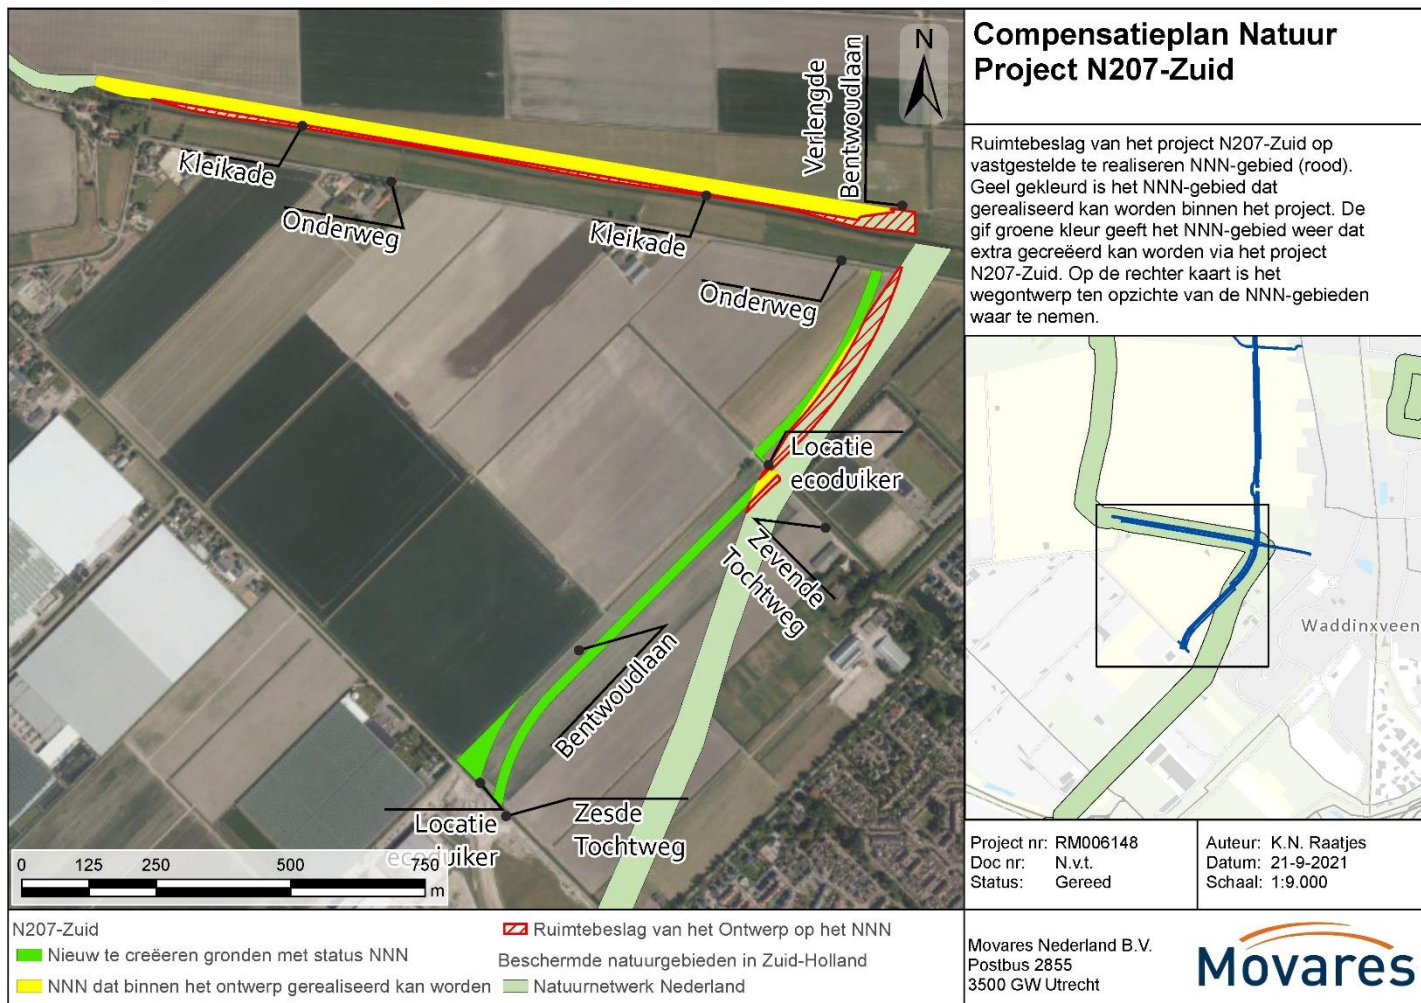 Compensatieplan Natuur
Project N207-Zuid
Ruimtebeslag van het project N207-Zuid op
vastgestelde te realiseren NNN-gebied (rood).
Geel gekleurd is het NNN-gebied dat
gerealiseerd kan worden binnen het project. De
gif groene kleur geeft het NNN-gebied weer dat
extra gecreëerd kan worden via het project
N207-Zuid. Op de rechter kaart is het
wegontwerp ten opzichte van de NNN-gebieden
waar te nemen.
N
Verlengde
Bentwoudlaan
Kleikade
Onderweg
Kleikade
Onderweg
Locatie
ecoduiker
Zevende
Tochtweg
Bentwoudlaan
Locatie
ecoduiker
Zesde
Tochtweg
0 125 250 500 750
m
Waddinxveen
Project nr: RM006148
Doc nr: N.v.t.
Status: Gereed
Auteur: K.N. Raatjes
Datum: 21-9-2021
Schaal: 1:9.000
N207-Zuid
Nieuw te creëeren gronden met status NNN
NNN dat binnen het ontwerp gerealiseerd kan worden
Ruimtebeslag van het Ontwerp op het NNN
Beschermde natuurgebieden in Zuid-Holland
Natuurnetwerk Nederland
Movares Nederland B.V.
Postbus 2855
3500 GW Utrecht
Movares